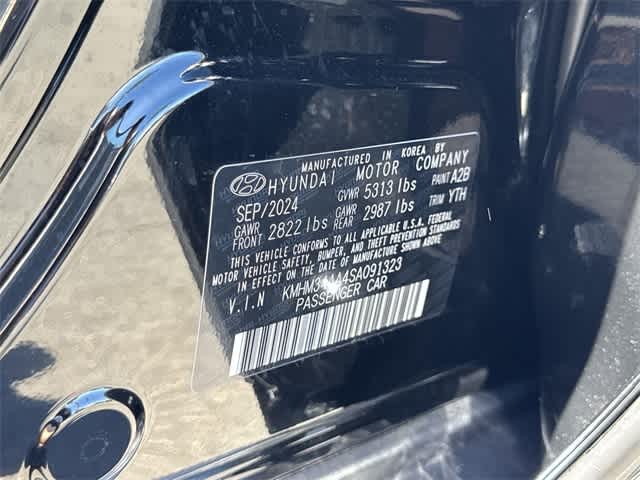 MANUFACTURED IN KOREA BY
HYUNDAI MOTOR COMPANY
SEP/2024 GVWR 5313 lbs PAINT A2B
GAWR FRONT 2822 lbs GAWR REAR 2987 lbs TRIM YTH
THIS VEHICLE CONFORMS TO ALL APPLICABLE U.S.A. FEDERAL
MOTOR VEHICLE SAFETY, BUMPER, AND THEFT PREVENTION STANDARDS
IN EFFECT ON THE DATE OF MANUFACTURE SHOWN ABOVE
V.I.N
PASSENGER CAR